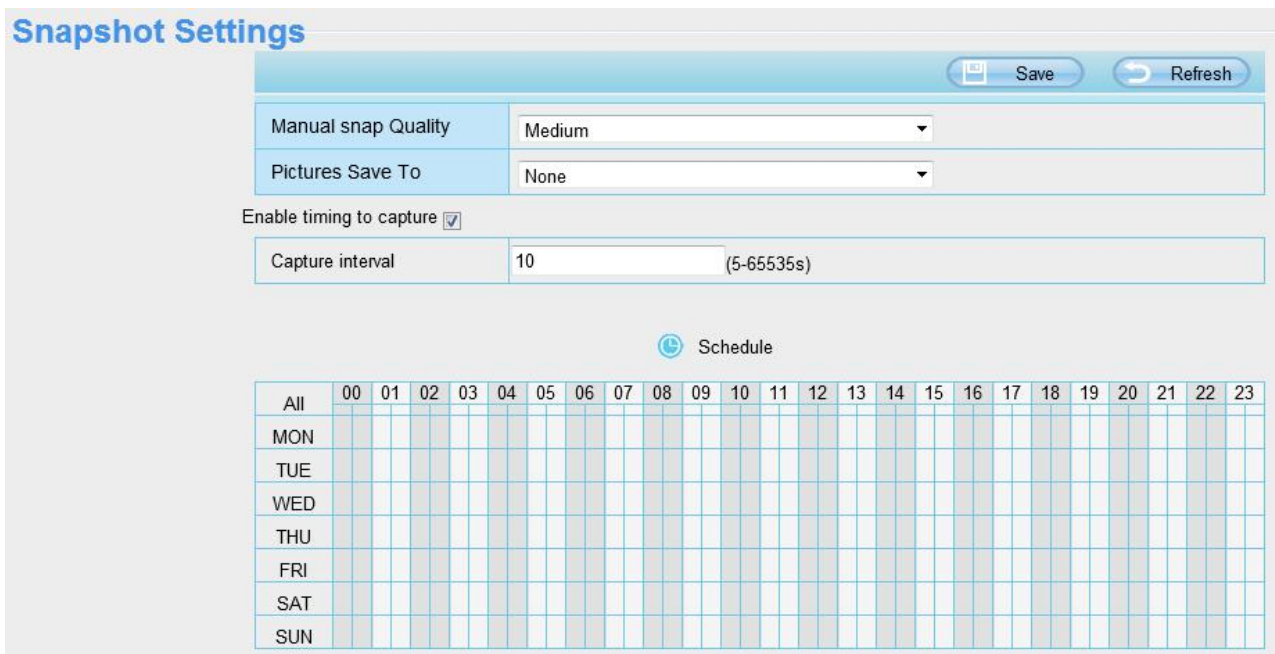 Snapshot Settings
Save Refresh
Manual snap Quality Medium
Pictures Save To None
Enable timing to capture
Capture interval 10 (5-65535s)
Schedule
All 00 01 02 03 04 05 06 07 08 09 10 11 12 13 14 15 16 17 18 19 20 21 22 23
MON
TUE
WED
THU
FRI
SAT
SUN